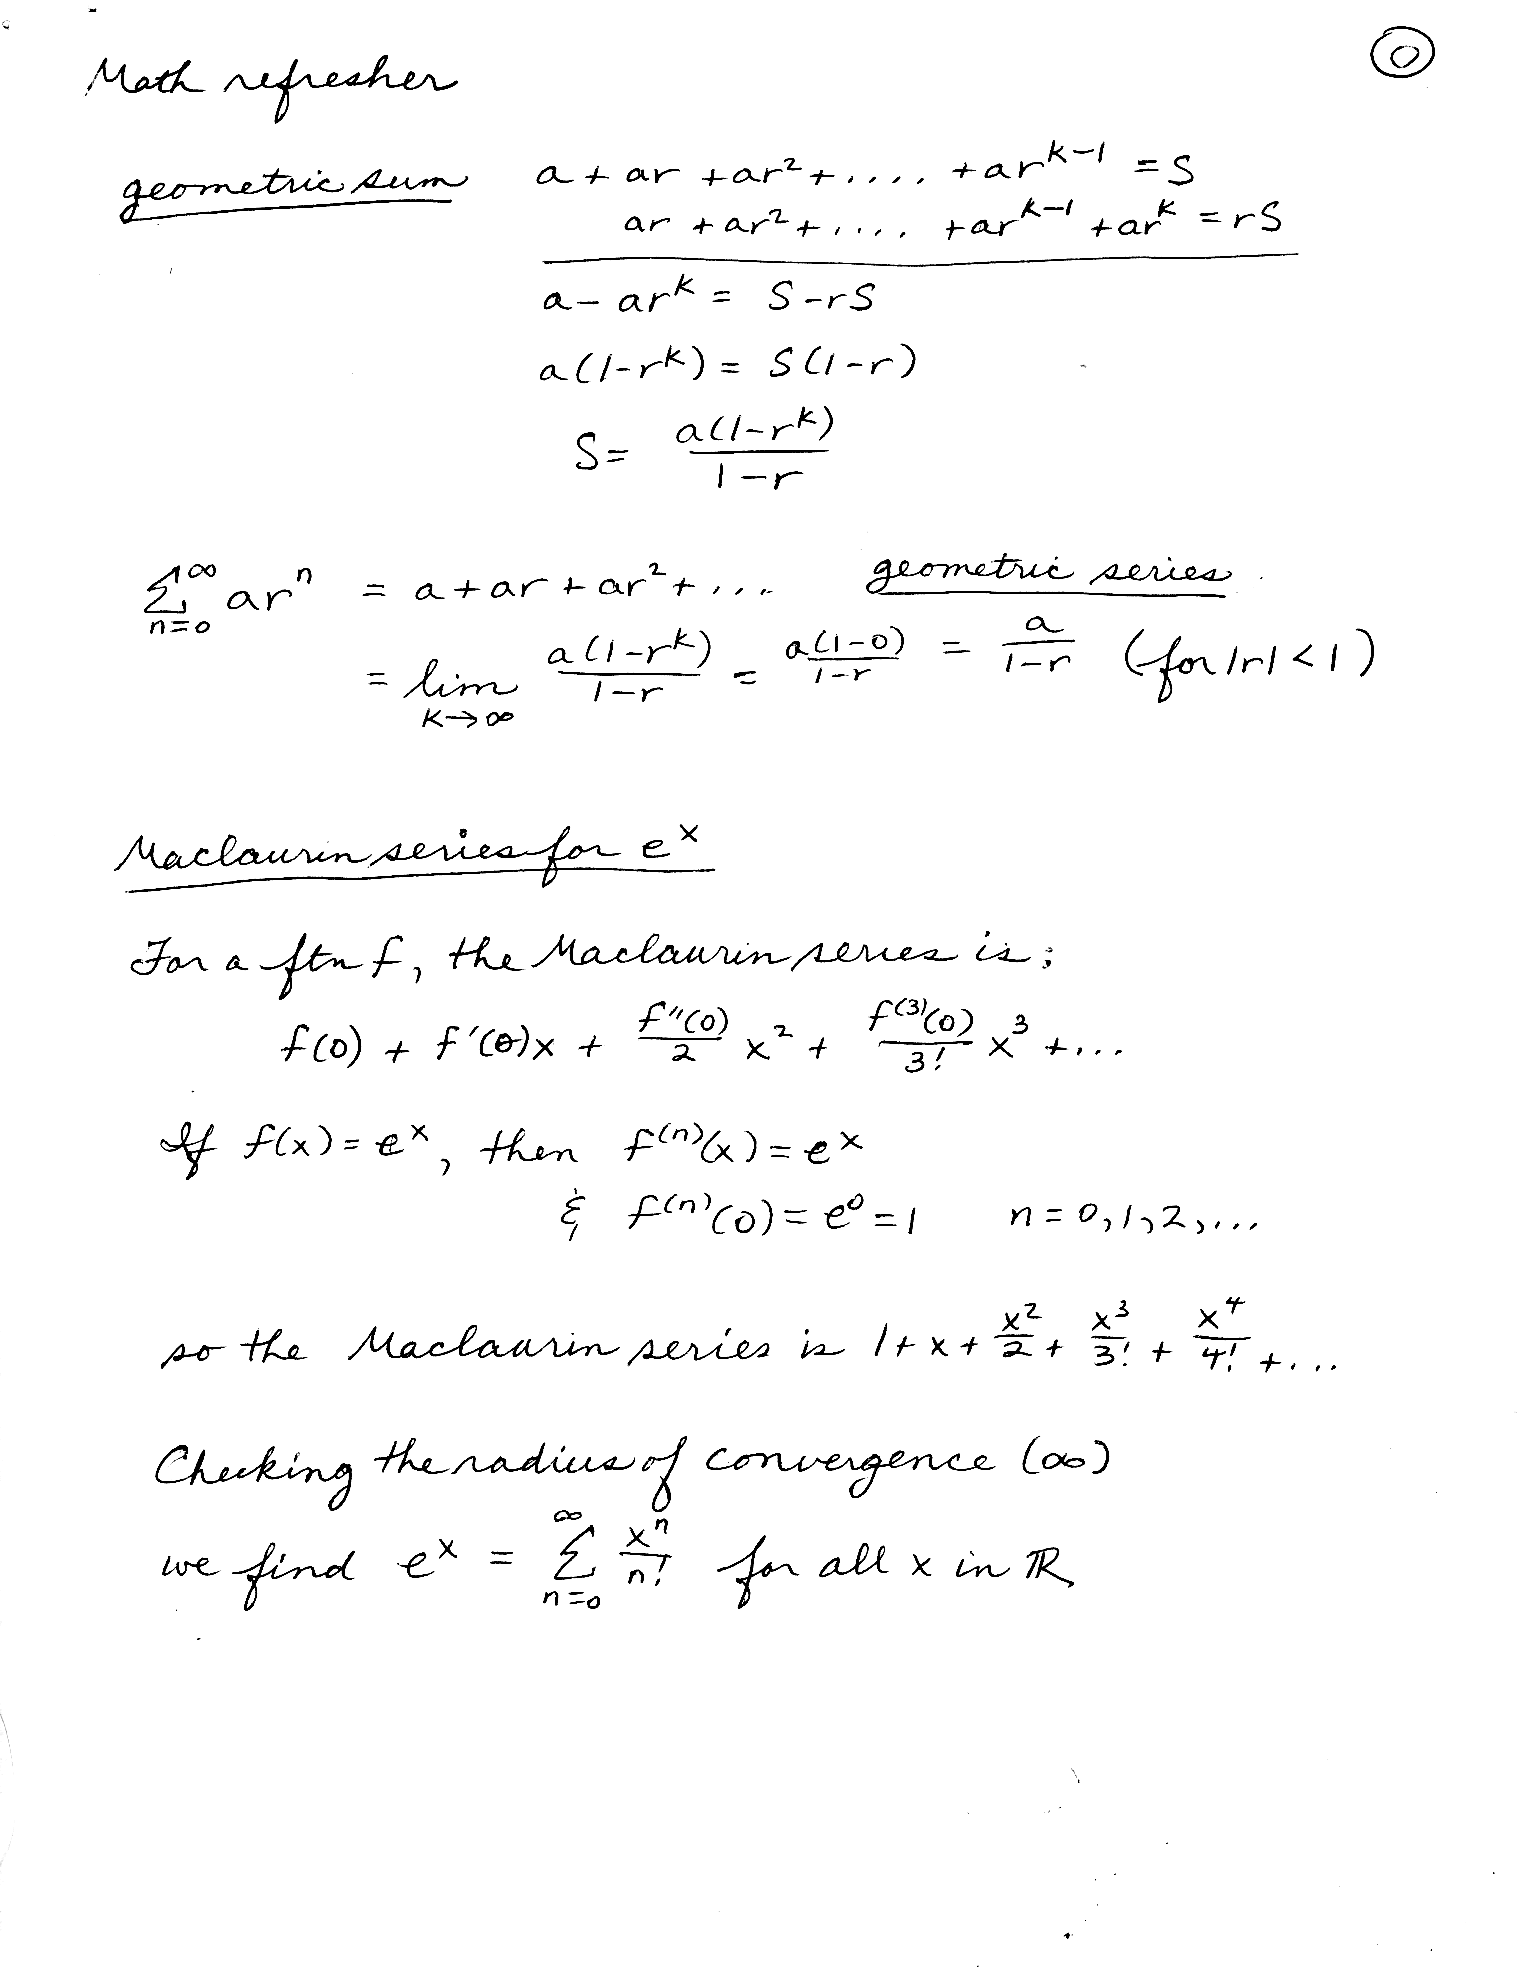 0
Math refresher
geometric sum a + ar + ar² + .... + ar^(k-1) = S
ar + ar² + .... + ar^(k-1) + ar^k = rS
a - ar^k = S - rS
a(1-r^k) = S(1-r)
S = a(1-r^k) / (1-r)
∑_{n=0}^{∞} ar^n = a + ar + ar² + ... geometric series
= lim_{k→∞} a(1-r^k)/(1-r) = a(1-0)/(1-r) = a/(1-r) (for |r| < 1)
Maclaurin series for e^x
For a ftn f, the Maclaurin series is:
f(0) + f'(0)x + f''(0)/2 x² + f^(3)(0)/3! x³ + ...
If f(x) = e^x, then f^(n)(x) = e^x
& f^(n)(0) = e^0 = 1 n = 0, 1, 2, ...
so the Maclaurin series is 1 + x + x²/2 + x³/3! + x⁴/4! + ...
Checking the radius of convergence (∞)
we find e^x = ∑_{n=0}^{∞} x^n/n! for all x in ℝ